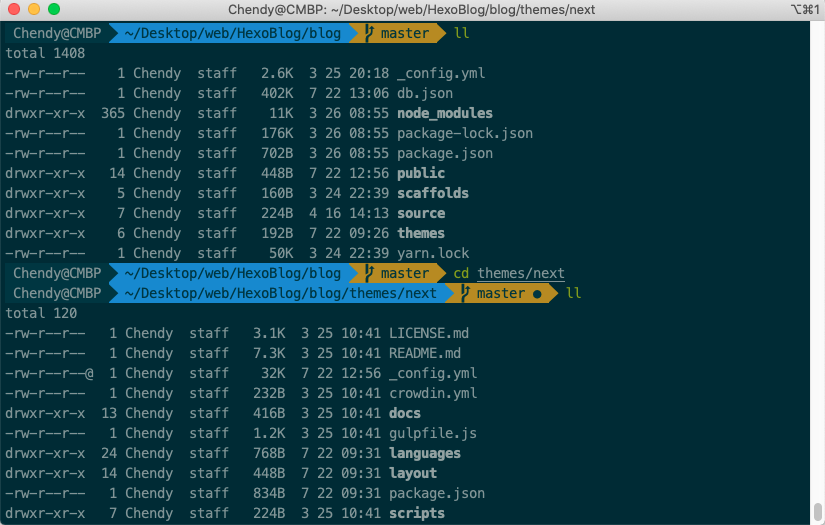 Chendy@CMBP: ~/Desktop/web/HexoBlog/blog/themes/next ⌥⌘1
Chendy@CMBP ~/Desktop/web/HexoBlog/blog master ll
total 1408
-rw-r--r-- 1 Chendy staff 2.6K 3 25 20:18 _config.yml
-rw-r--r-- 1 Chendy staff 402K 7 22 13:06 db.json
drwxr-xr-x 365 Chendy staff 11K 3 26 08:55 node_modules
-rw-r--r-- 1 Chendy staff 176K 3 26 08:55 package-lock.json
-rw-r--r-- 1 Chendy staff 702B 3 26 08:55 package.json
drwxr-xr-x 14 Chendy staff 448B 7 22 12:56 public
drwxr-xr-x 5 Chendy staff 160B 3 24 22:39 scaffolds
drwxr-xr-x 7 Chendy staff 224B 4 16 14:13 source
drwxr-xr-x 6 Chendy staff 192B 7 22 09:26 themes
-rw-r--r-- 1 Chendy staff 50K 3 24 22:39 yarn.lock
Chendy@CMBP ~/Desktop/web/HexoBlog/blog master cd themes/next
Chendy@CMBP ~/Desktop/web/HexoBlog/blog/themes/next master ● ll
total 120
-rw-r--r-- 1 Chendy staff 3.1K 3 25 10:41 LICENSE.md
-rw-r--r-- 1 Chendy staff 7.3K 3 25 10:41 README.md
-rw-r--r--@ 1 Chendy staff 32K 7 22 12:56 _config.yml
-rw-r--r-- 1 Chendy staff 232B 3 25 10:41 crowdin.yml
drwxr-xr-x 13 Chendy staff 416B 3 25 10:41 docs
-rw-r--r-- 1 Chendy staff 1.2K 3 25 10:41 gulpfile.js
drwxr-xr-x 24 Chendy staff 768B 7 22 09:31 languages
drwxr-xr-x 14 Chendy staff 448B 7 22 09:31 layout
-rw-r--r-- 1 Chendy staff 834B 7 22 09:31 package.json
drwxr-xr-x 7 Chendy staff 224B 3 25 10:41 scripts